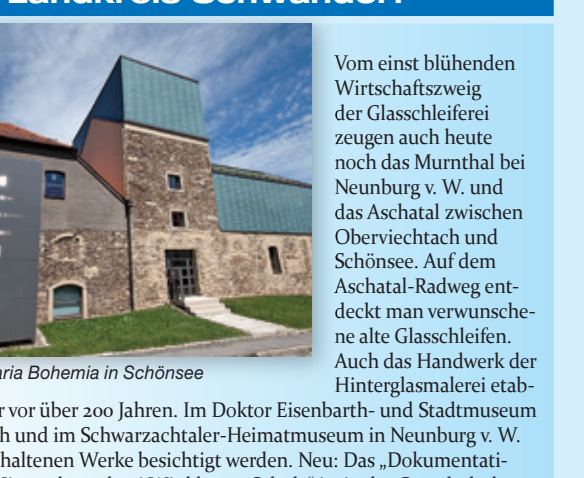 Landkreis Schwandorf
Vom einst blühenden
Wirtschaftszweig
der Glasschleiferei
zeugen auch heute
noch das Murnthal bei
Neunburg v. W. und
das Aschatal zwischen
Oberviechtach und
Schönsee. Auf dem
Aschatal-Radweg ent-
deckt man verwunsche-
ne alte Glasschleifen.
Auch das Handwerk der
Hinterglasmalerei etab-
aria Bohemia in Schönsee
r vor über 200 Jahren. Im Doktor Eisenbarth- und Stadtmuseum
h und im Schwarzachtaler-Heimatmuseum in Neunburg v. W.
haltenen Werke besichtigt werden. Neu: Das „Dokumentati-